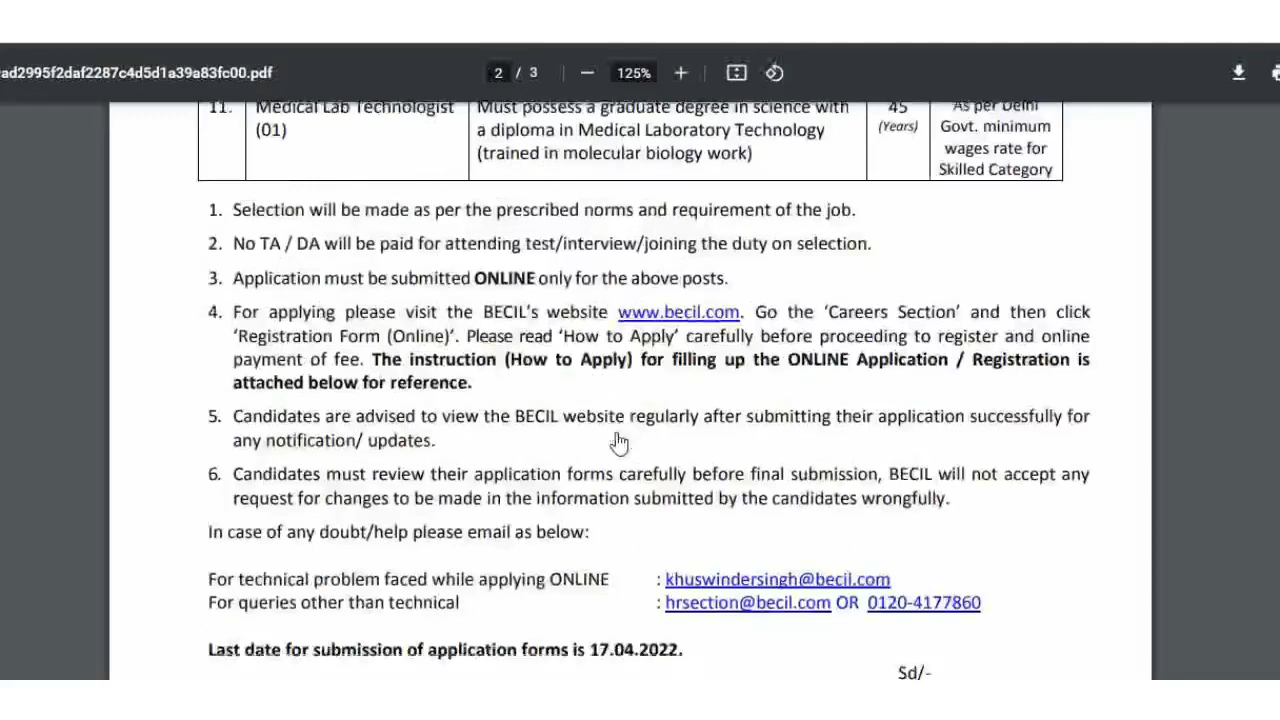 ad2995f2daf2287c4d5d1a39a83fc00.pdf 2 / 3 125%
11. Medical Lab Technologist Must possess a graduate degree in science with 45 As per Delhi
(01) a diploma in Medical Laboratory Technology (Years) Govt. minimum
(trained in molecular biology work) wages rate for
Skilled Category
1. Selection will be made as per the prescribed norms and requirement of the job.
2. No TA / DA will be paid for attending test/interview/joining the duty on selection.
3. Application must be submitted ONLINE only for the above posts.
4. For applying please visit the BECIL's website www.becil.com. Go the 'Careers Section' and then click
'Registration Form (Online)'. Please read 'How to Apply' carefully before proceeding to register and online
payment of fee. The instruction (How to Apply) for filling up the ONLINE Application / Registration is
attached below for reference.
5. Candidates are advised to view the BECIL website regularly after submitting their application successfully for
any notification/ updates.
6. Candidates must review their application forms carefully before final submission, BECIL will not accept any
request for changes to be made in the information submitted by the candidates wrongfully.
In case of any doubt/help please email as below:
For technical problem faced while applying ONLINE : khuswindersingh@becil.com
For queries other than technical : hrsection@becil.com OR 0120-4177860
Last date for submission of application forms is 17.04.2022.
Sd/-